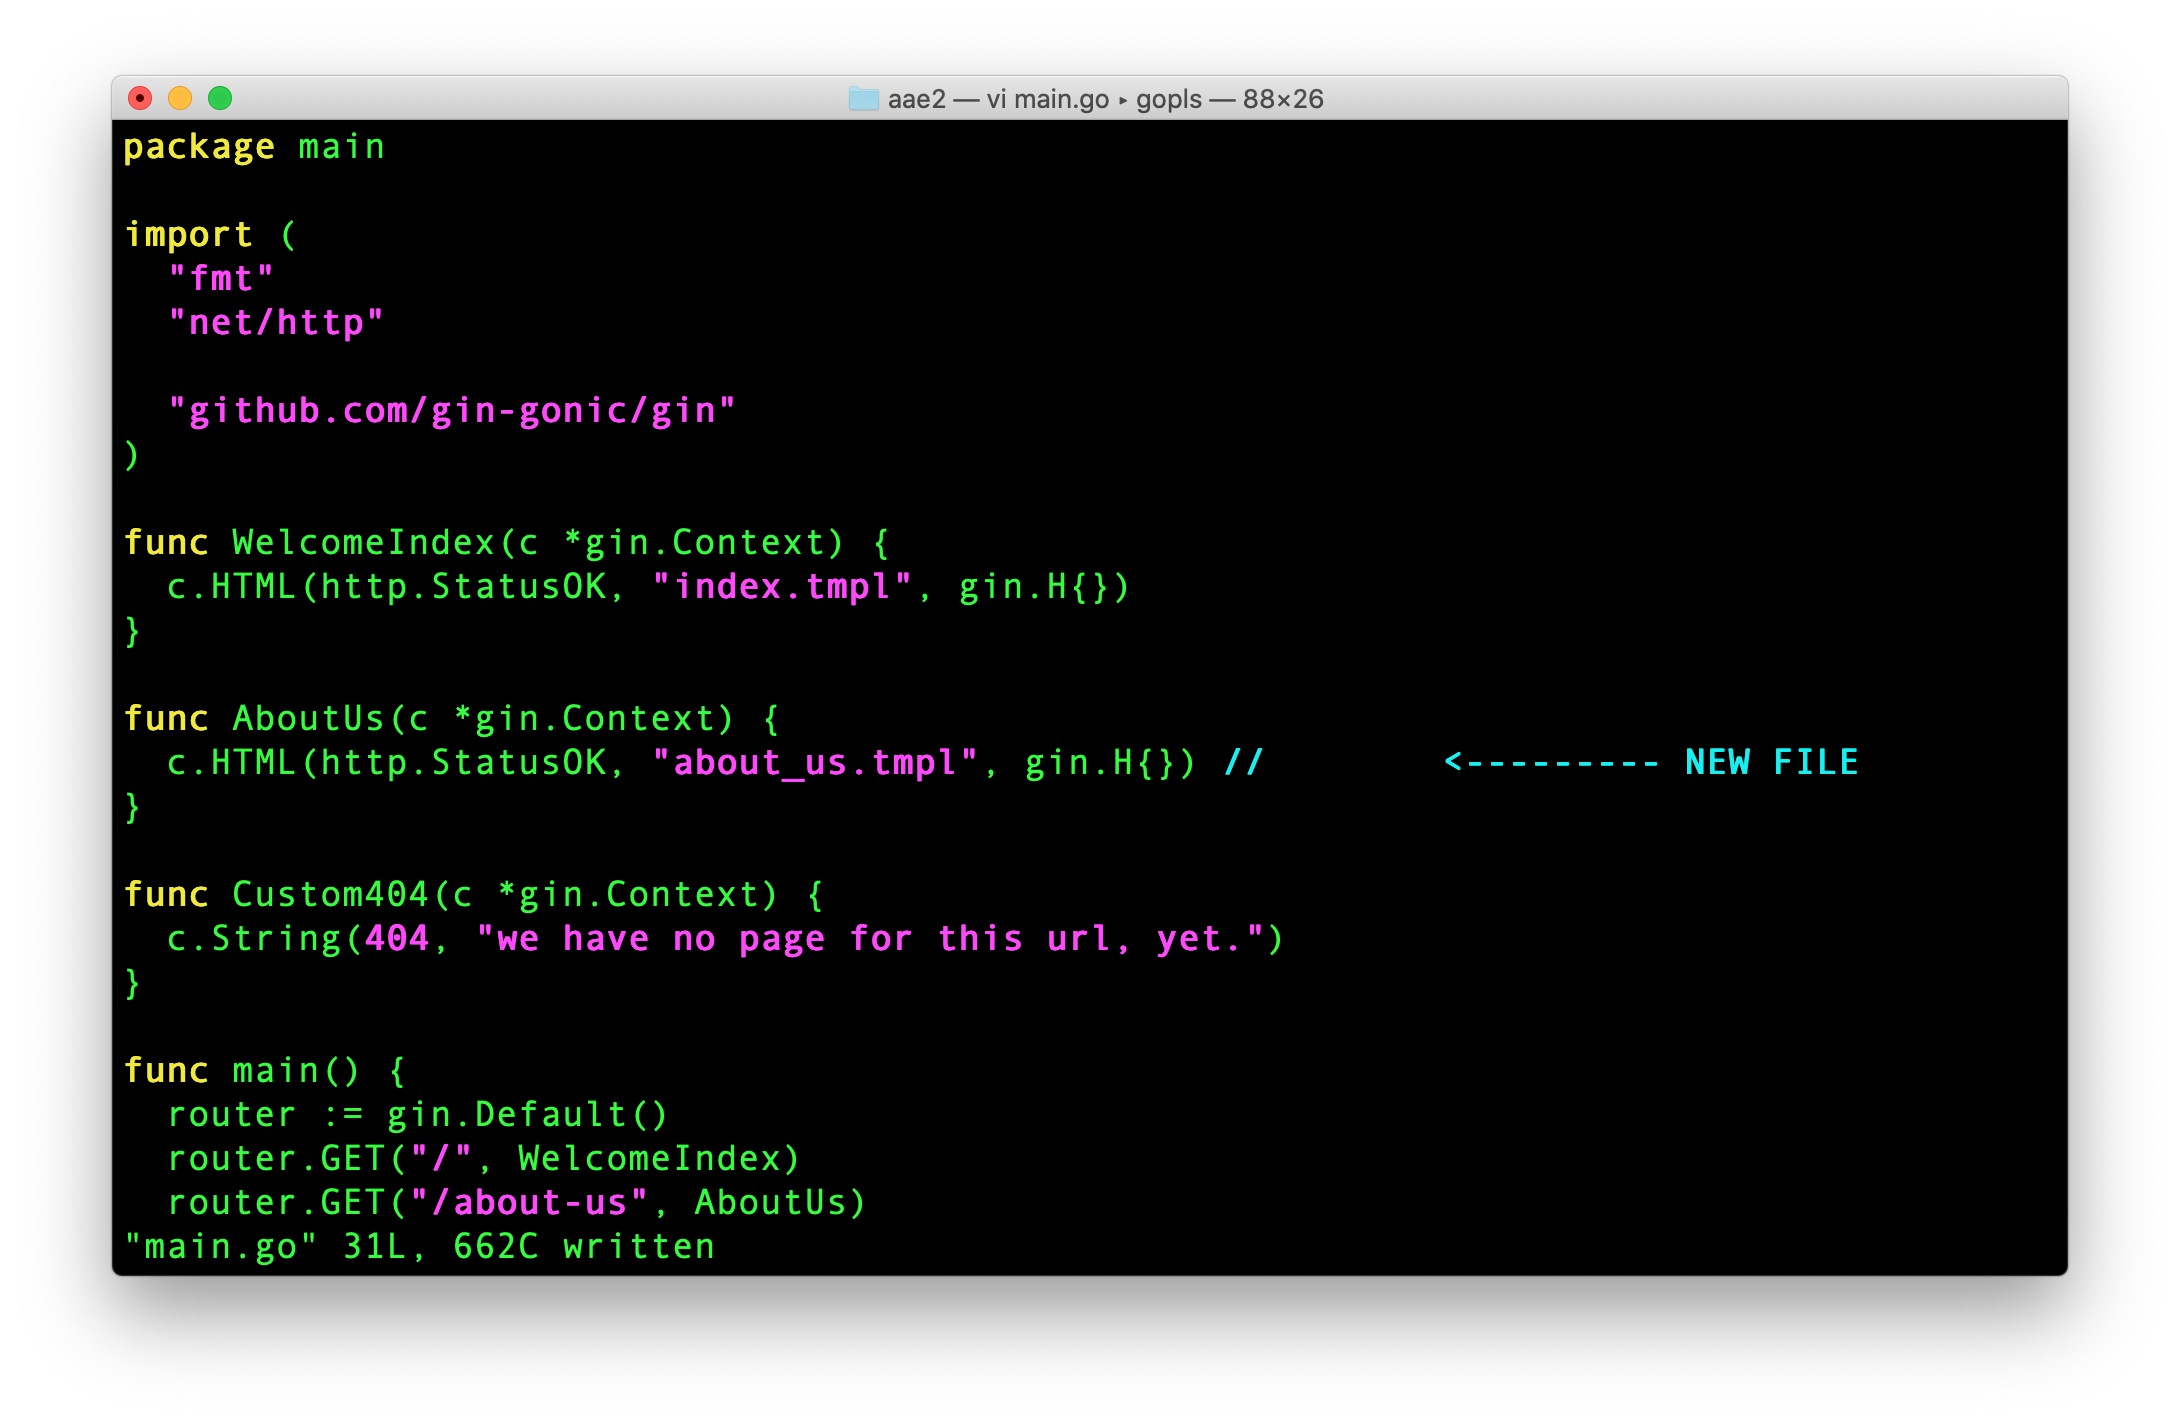 aae2 — vi main.go ▸ gopls — 88×26
package main
import (
"fmt"
"net/http"
"github.com/gin-gonic/gin"
)
func WelcomeIndex(c *gin.Context) {
c.HTML(http.StatusOK, "index.tmpl", gin.H{})
}
func AboutUs(c *gin.Context) {
c.HTML(http.StatusOK, "about_us.tmpl", gin.H{}) //        <--------- NEW FILE
}
func Custom404(c *gin.Context) {
c.String(404, "we have no page for this url, yet.")
}
func main() {
router := gin.Default()
router.GET("/", WelcomeIndex)
router.GET("/about-us", AboutUs)
"main.go" 31L, 662C written